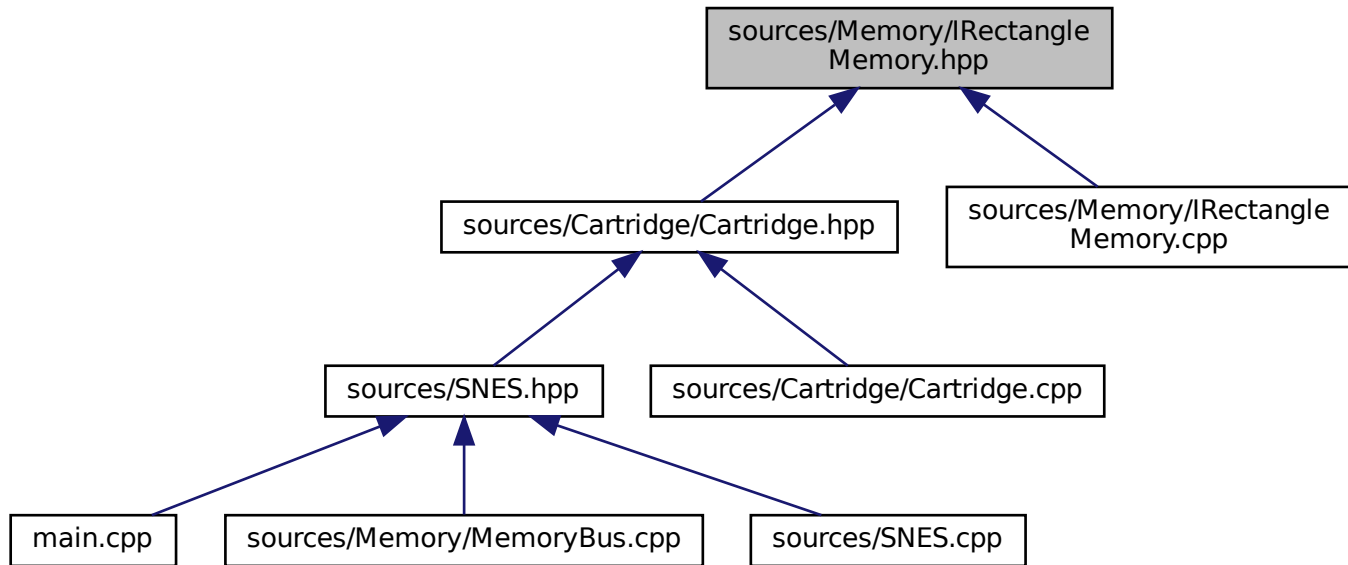 sources/Memory/IRectangle
Memory.hpp
sources/Cartridge/Cartridge.hpp
sources/Memory/IRectangle
Memory.cpp
sources/SNES.hpp
sources/Cartridge/Cartridge.cpp
main.cpp
sources/Memory/MemoryBus.cpp
sources/SNES.cpp